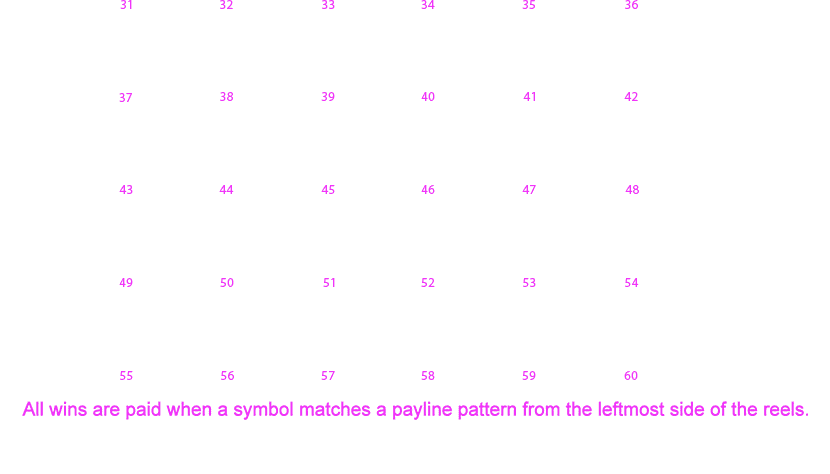 31 32 33 34 35 36
37 38 39 40 41 42
43 44 45 46 47 48
49 50 51 52 53 54
55 56 57 58 59 60
All wins are paid when a symbol matches a payline pattern from the leftmost side of the reels.